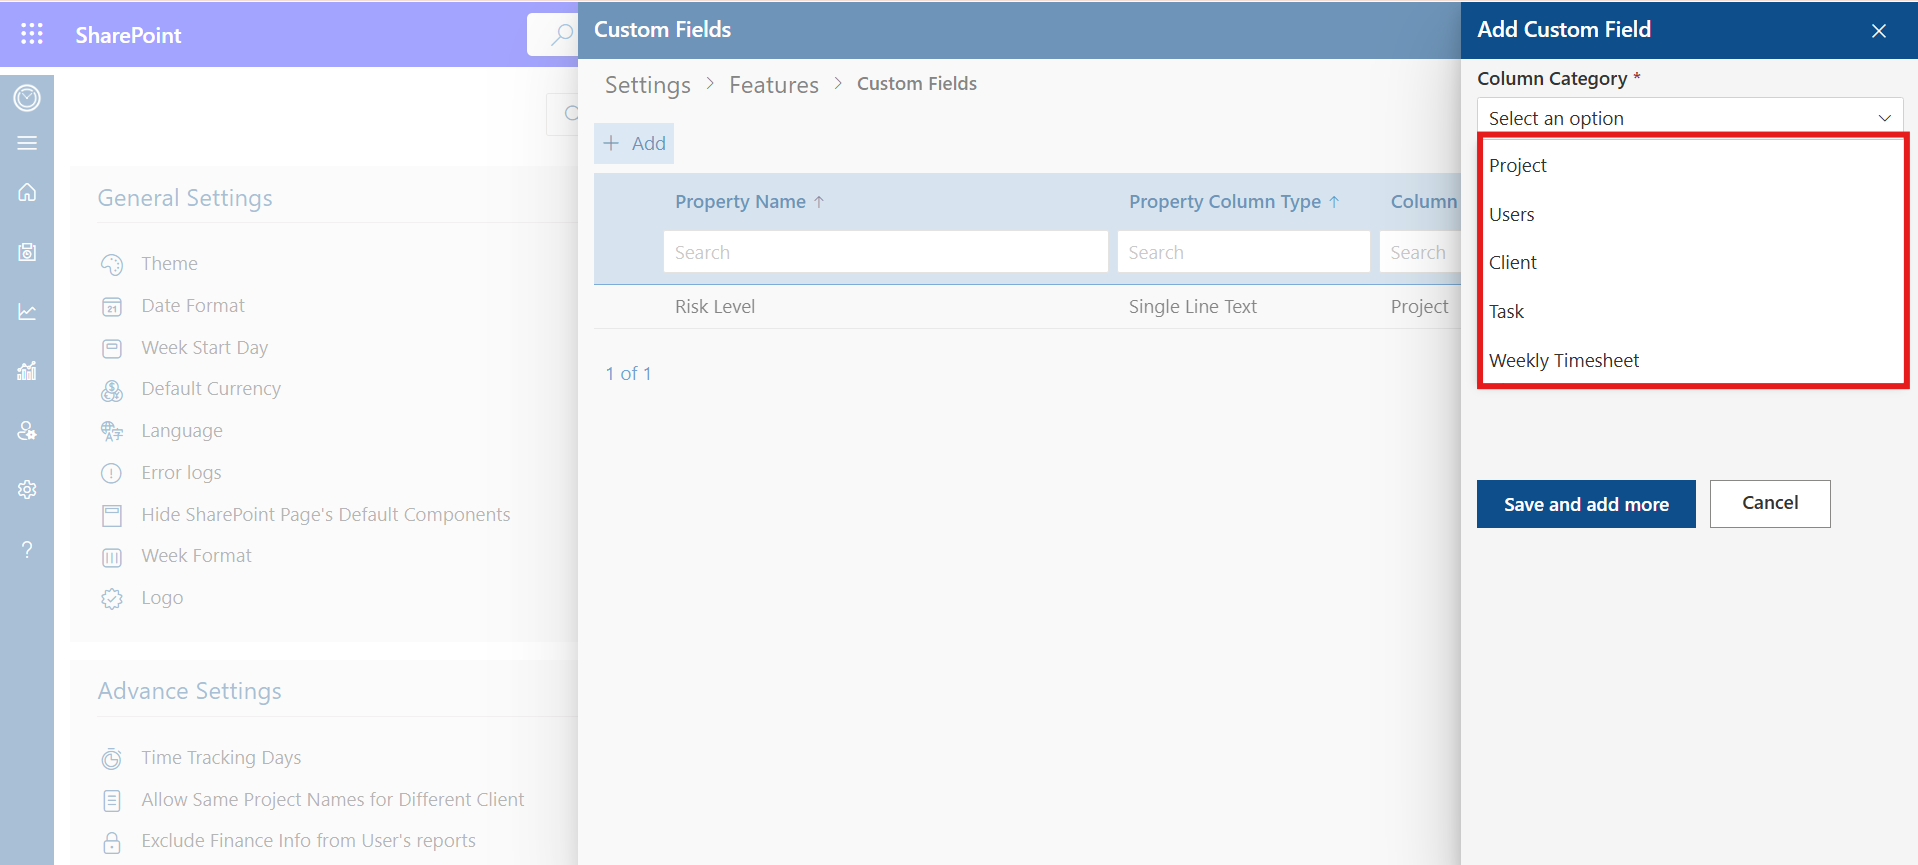 SharePoint
General Settings
Theme
21
Date Format
Week Start Day
Default Currency
Language
Error logs
Hide SharePoint Page's Default Components
Week Format
Logo
Advance Settings
Time Tracking Days
Allow Same Project Names for Different Client
Exclude Finance Info from User's reports
Custom Fields
Settings > Features > Custom Fields
+ Add
Property Name ↑ Property Column Type ↑ Column
Search Search Search
Risk Level Single Line Text Project
1 of 1
Add Custom Field
Column Category *
Select an option
Project
Users
Client
Task
Weekly Timesheet
Save and add more Cancel